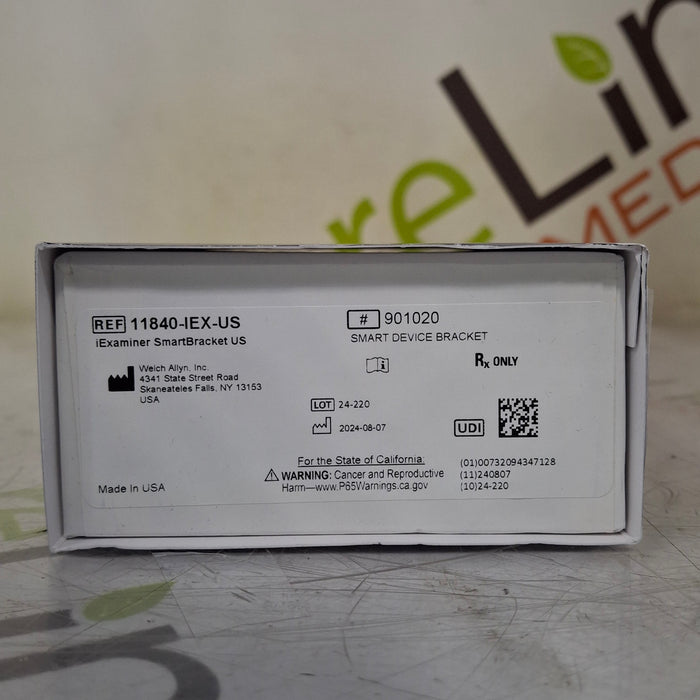 reLin
MED
REF 11840-IEX-US
iExaminer SmartBracket US
# 901020
SMART DEVICE BRACKET
Welch Allyn, Inc.
4341 State Street Road
Skaneateles Falls, NY 13153
USA
Rx ONLY
LOT 24-220
2024-08-07
UDI
For the State of California:
WARNING: Cancer and Reproductive
Harm—www.P65Warnings.ca.gov
(01)00732094347128
(11)240807
(10)24-220
Made in USA